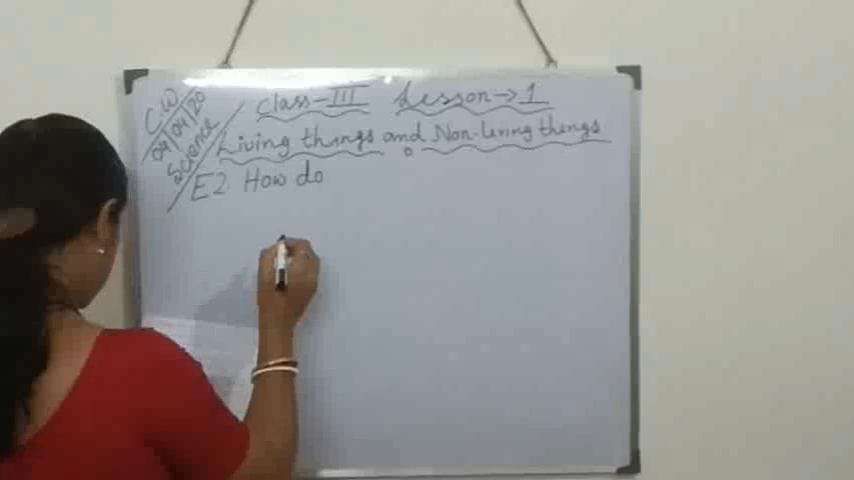 C.W
09/04/20
Science
Class-III Lesson→1
Living things and Non-living things
E2 How do